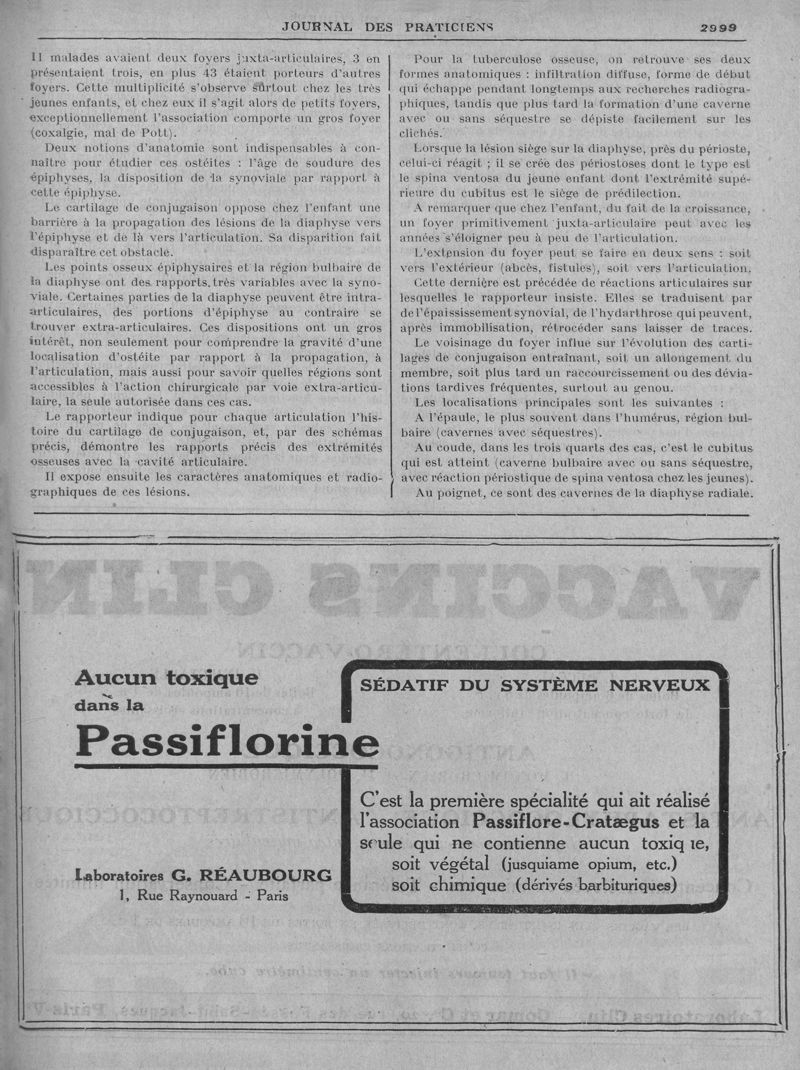 JOURNAL DES PRATICIENS 2999
11 malades avaient deux foyers juxta-articulaires, 3 en
présentaient trois, en plus 43 étaient porteurs d'autres
foyers. Cette multiplicité s'observe surtout chez les très
jeunes enfants, et chez eux il s'agit alors de petits foyers,
exceptionnellement l'association comporte un gros foyer
(coxalgie, mal de Pott).
Deux notions d'anatomie sont indispensables à con-
naître pour étudier ces ostéites : l'âge de soudure des
épiphyses, la disposition de la synoviale par rapport à
cette épiphyse.
Le cartilage de conjugaison oppose chez l'enfant une
barrière à la propagation des lésions de la diaphyse vers
l'épiphyse et de là vers l'articulation. Sa disparition fait
disparaître cet obstacle.
Les points osseux épiphysaires et la région bulbaire de
la diaphyse ont des rapports très variables avec la syno-
viale. Certaines parties de la diaphyse peuvent être intra-
articulaires, des portions d'épiphyse au contraire se
trouver extra-articulaires. Ces dispositions ont un gros
intérêt, non seulement pour comprendre la gravité d'une
localisation d'ostéite par rapport à la propagation, à
l'articulation, mais aussi pour savoir quelles régions sont
accessibles à l'action chirurgicale par voie extra-articu-
laire, la seule autorisée dans ces cas.
Le rapporteur indique pour chaque articulation l'his-
toire du cartilage de conjugaison, et, par des schémas
précis, démontre les rapports précis des extrémités
osseuses avec la cavité articulaire.
Il expose ensuite les caractères anatomiques et radio-
graphiques de ces lésions.
Pour la tuberculose osseuse, on retrouve ses deux
formes anatomiques : infiltration diffuse, forme de début
qui échappe pendant longtemps aux recherches radiogra-
phiques, tandis que plus tard la formation d'une caverne
avec ou sans séquestre se dépiste facilement sur les
clichés.
Lorsque la lésion siège sur la diaphyse, près du périoste,
celui-ci réagit ; il se crée des périostoses dont le type est
le spina ventosa du jeune enfant dont l'extrémité supé-
rieure du cubitus est le siège de prédilection.
A remarquer que chez l'enfant, du fait de la croissance,
un foyer primitivement juxta-articulaire peut avec les
années s'éloigner peu à peu de l'articulation.
L'extension du foyer peut se faire en deux sens : soit
vers l'extérieur (abcès, fistules), soit vers l'articulation.
Cette dernière est précédée de réactions articulaires sur
lesquelles le rapporteur insiste. Elles se traduisent par
de l'épaississement synovial, de l'hydarthrose qui peuvent,
après immobilisation, rétrocéder sans laisser de traces.
Le voisinage du foyer influe sur l'évolution des carti-
lages de conjugaison entraînant, soit un allongement du
membre, soit plus tard un raccourcissement ou des dévia-
tions tardives fréquentes, surtout au genou.
Les localisations principales sont les suivantes :
A l'épaule, le plus souvent dans l'humérus, région bul-
baire (cavernes avec séquestres).
Au coude, dans les trois quarts des cas, c'est le cubitus
qui est atteint (caverne bulbaire avec ou sans séquestre,
avec réaction périostique de spina ventosa chez les jeunes).
Au poignet, ce sont des cavernes de la diaphyse radiale.
Aucun toxique
dans la
Passiflorine
Laboratoires G. RÉAUBOURG
1, Rue Raynouard - Paris
SÉDATIF DU SYSTÈME NERVEUX
C'est la première spécialité qui ait réalisé
l'association Passiflore-Cratægus et la
seule qui ne contienne aucun toxique,
soit végétal (jusquiame opium, etc.)
soit chimique (dérivés barbituriques)